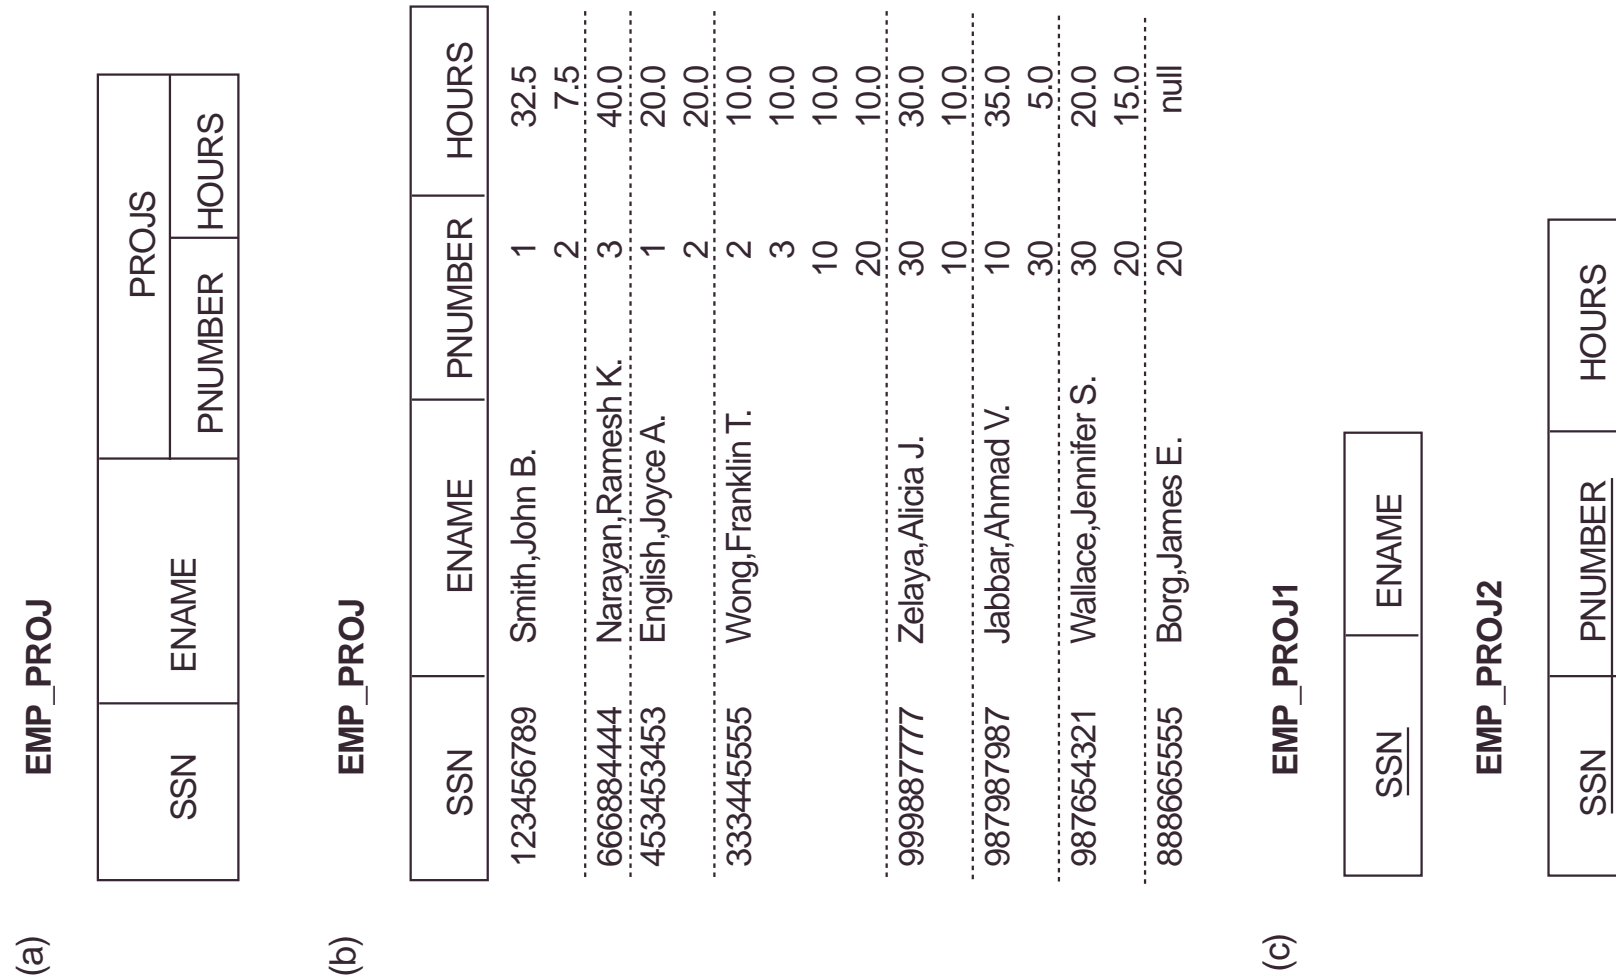 (a)
EMP_PROJ
PROJS
SSN ENAME PNUMBER HOURS
(b)
EMP_PROJ
SSN ENAME PNUMBER HOURS
123456789 Smith,John B. 1 32.5
2 7.5
666884444 Narayan,Ramesh K. 3 40.0
453453453 English,Joyce A. 1 20.0
2 20.0
333445555 Wong,Franklin T. 2 10.0
3 10.0
10 10.0
20 10.0
999887777 Zelaya,Alicia J. 30 30.0
10 10.0
987987987 Jabbar,Ahmad V. 10 35.0
30 5.0
987654321 Wallace,Jennifer S. 30 20.0
20 15.0
888665555 Borg,James E. 20 null
(c)
EMP_PROJ1
SSN ENAME
EMP_PROJ2
SSN PNUMBER HOURS